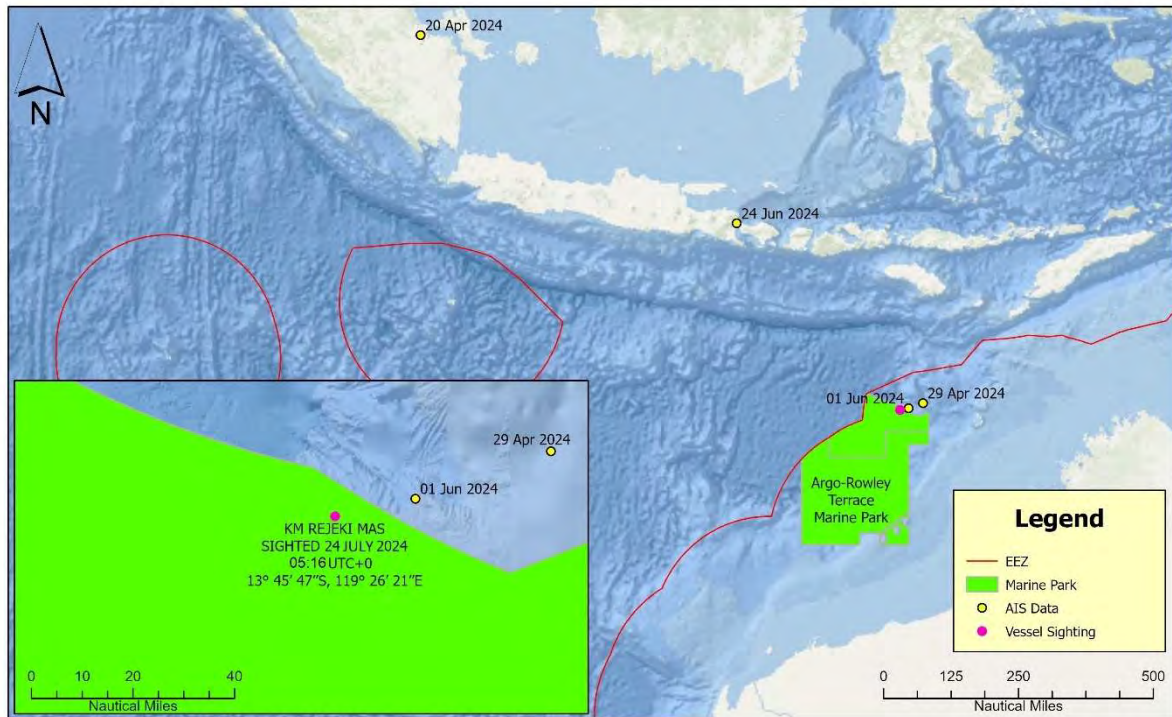 20 Apr 2024
N
24 Jun 2024
01 Jun 2024
29 Apr 2024
Argo-Rowley
Terrace
Marine Park
29 Apr 2024
01 Jun 2024
KM REJEKI MAS
SIGHTED 24 JULY 2024
05:16 UTC+0
13° 45' 47"S, 119° 26' 21"E
0 10 20 40
Nautical Miles
Legend
EEZ
Marine Park
AIS Data
Vessel Sighting
0 125 250 500
Nautical Miles